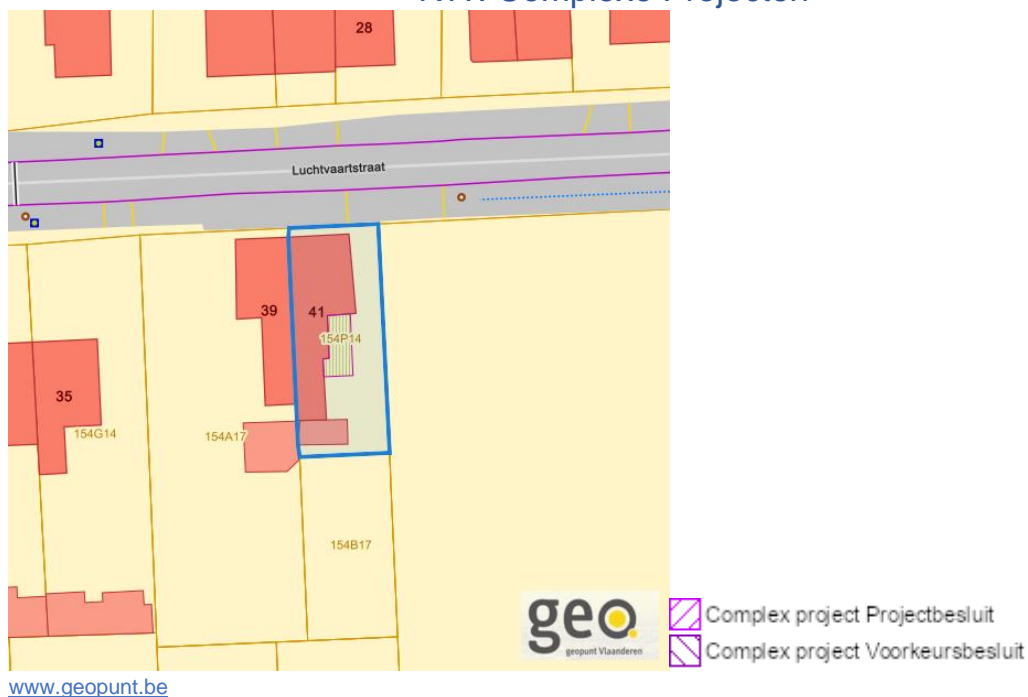 28
Luchtvaartstraat
39
41
154P14
35
154G14
154A17
154B17
geo
geopunt Vlaanderen
Complex project Projectbesluit
Complex project Voorkeursbesluit
www.geopunt.be